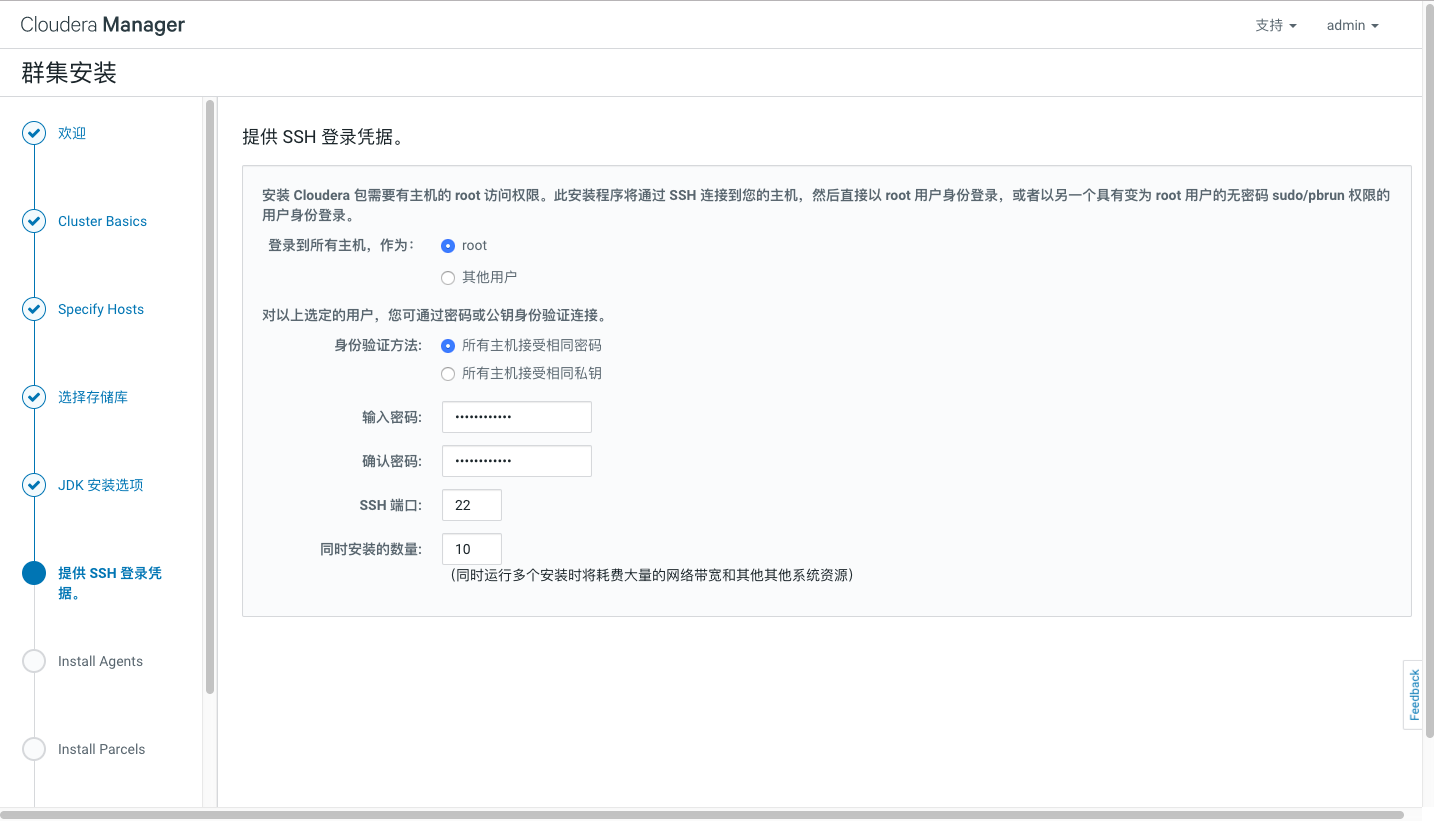 Cloudera Manager
支持
admin
群集安装
欢迎
Cluster Basics
Specify Hosts
选择存储库
JDK 安装选项
提供 SSH 登录凭
据。
Install Agents
Install Parcels
提供 SSH 登录凭据。
安装 Cloudera 包需要有主机的 root 访问权限。此安装程序将通过 SSH 连接到您的主机，然后直接以 root 用户身份登录，或者以另一个具有变为 root 用户的无密码 sudo/pbrun 权限的
用户身份登录。
登录到所有主机，作为：
root
其他用户
对以上选定的用户，您可通过密码或公钥身份验证连接。
身份验证方法:
所有主机接受相同密码
所有主机接受相同私钥
输入密码:
••••••••••••
确认密码:
••••••••••••
SSH 端口:
22
同时安装的数量:
10
(同时运行多个安装时将耗费大量的网络带宽和其他其他系统资源)
Feedback